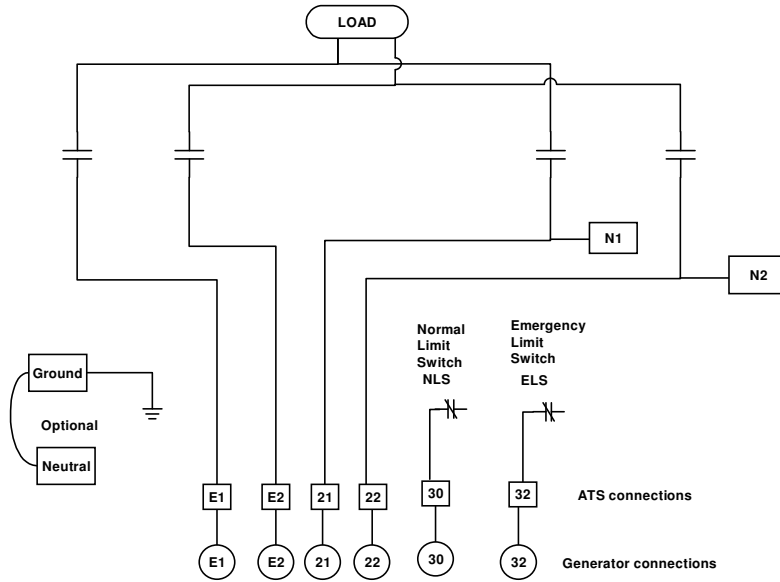 LOAD
N1
N2
Normal
Limit
Switch
NLS
Emergency
Limit
Switch
ELS
Ground
Optional
Neutral
E1 E2 21 22 30 32 ATS connections
E1 E2 21 22 30 32 Generator connections